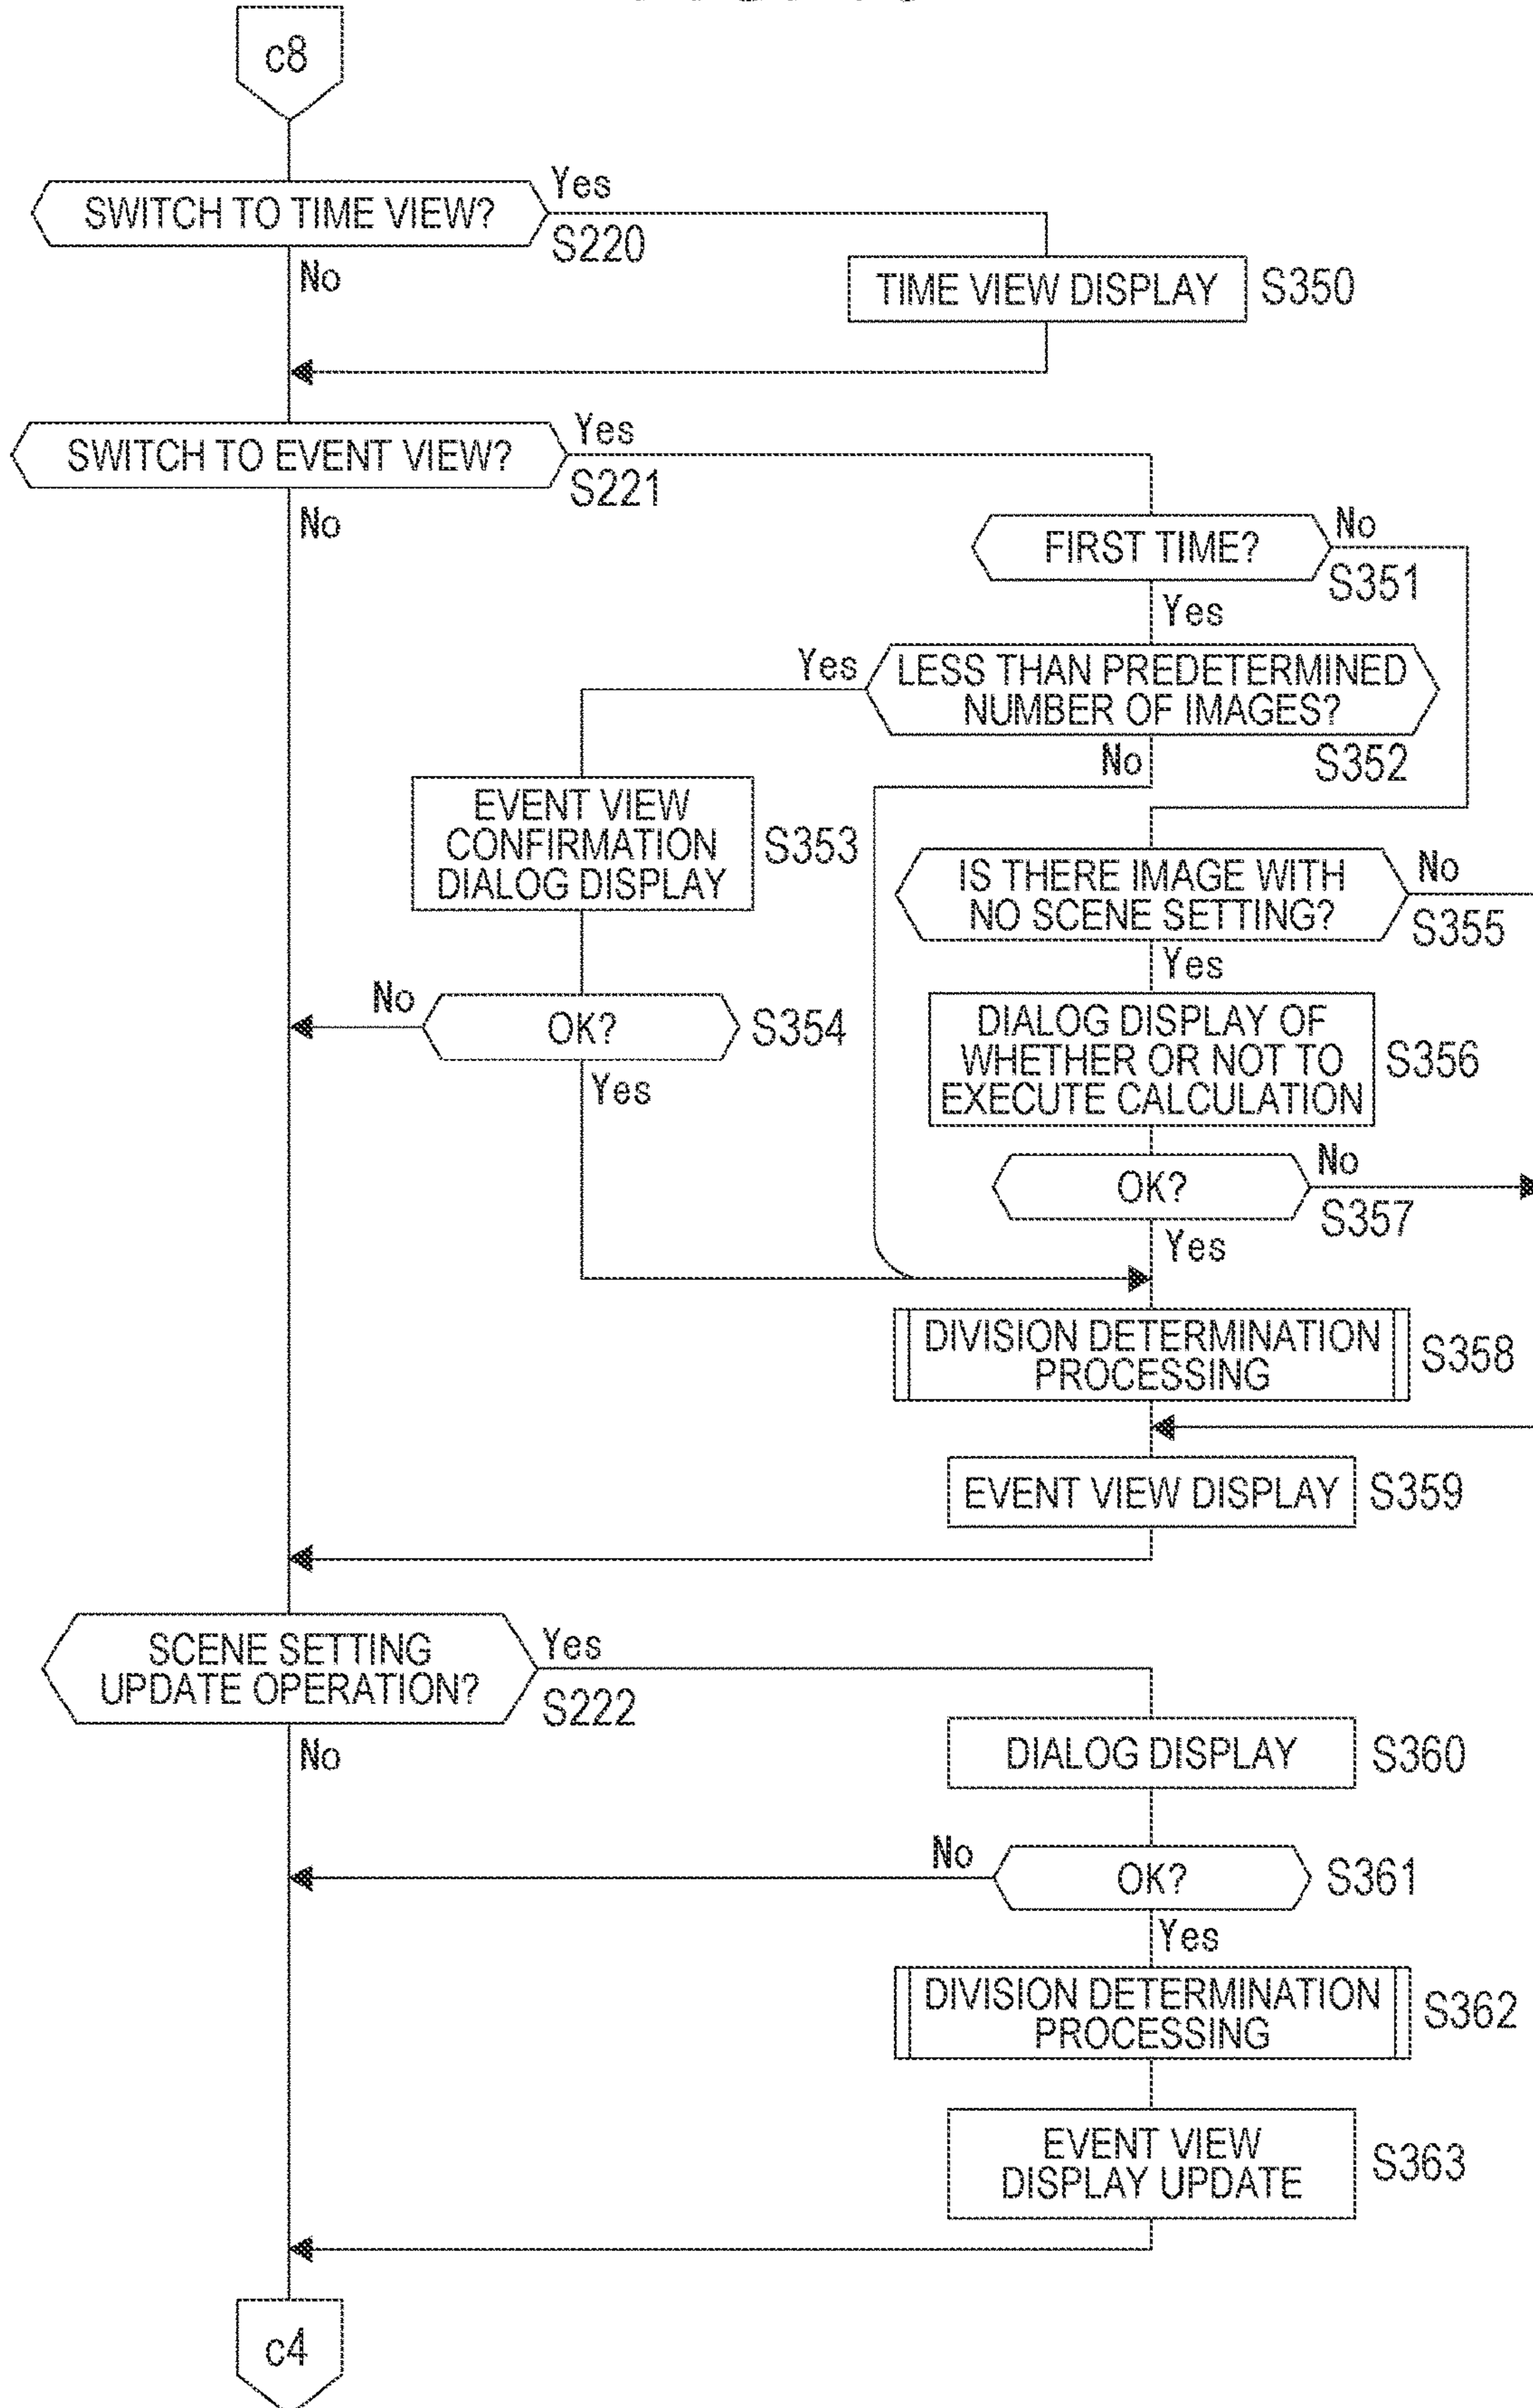 c8
SWITCH TO TIME VIEW?
Yes
S220
No
TIME VIEW DISPLAY
S350
SWITCH TO EVENT VIEW?
Yes
S221
No
FIRST TIME?
No
S351
Yes
LESS THAN PREDETERMINED
NUMBER OF IMAGES?
Yes
S352
No
EVENT VIEW
CONFIRMATION
DIALOG DISPLAY
S353
IS THERE IMAGE WITH
NO SCENE SETTING?
No
S355
Yes
OK?
No
S354
Yes
DIALOG DISPLAY OF
WHETHER OR NOT TO
EXECUTE CALCULATION
S356
OK?
No
S357
Yes
DIVISION DETERMINATION
PROCESSING
S358
EVENT VIEW DISPLAY
S359
SCENE SETTING
UPDATE OPERATION?
Yes
S222
No
DIALOG DISPLAY
S360
No
OK?
S361
Yes
DIVISION DETERMINATION
PROCESSING
S362
EVENT VIEW
DISPLAY UPDATE
S363
c4